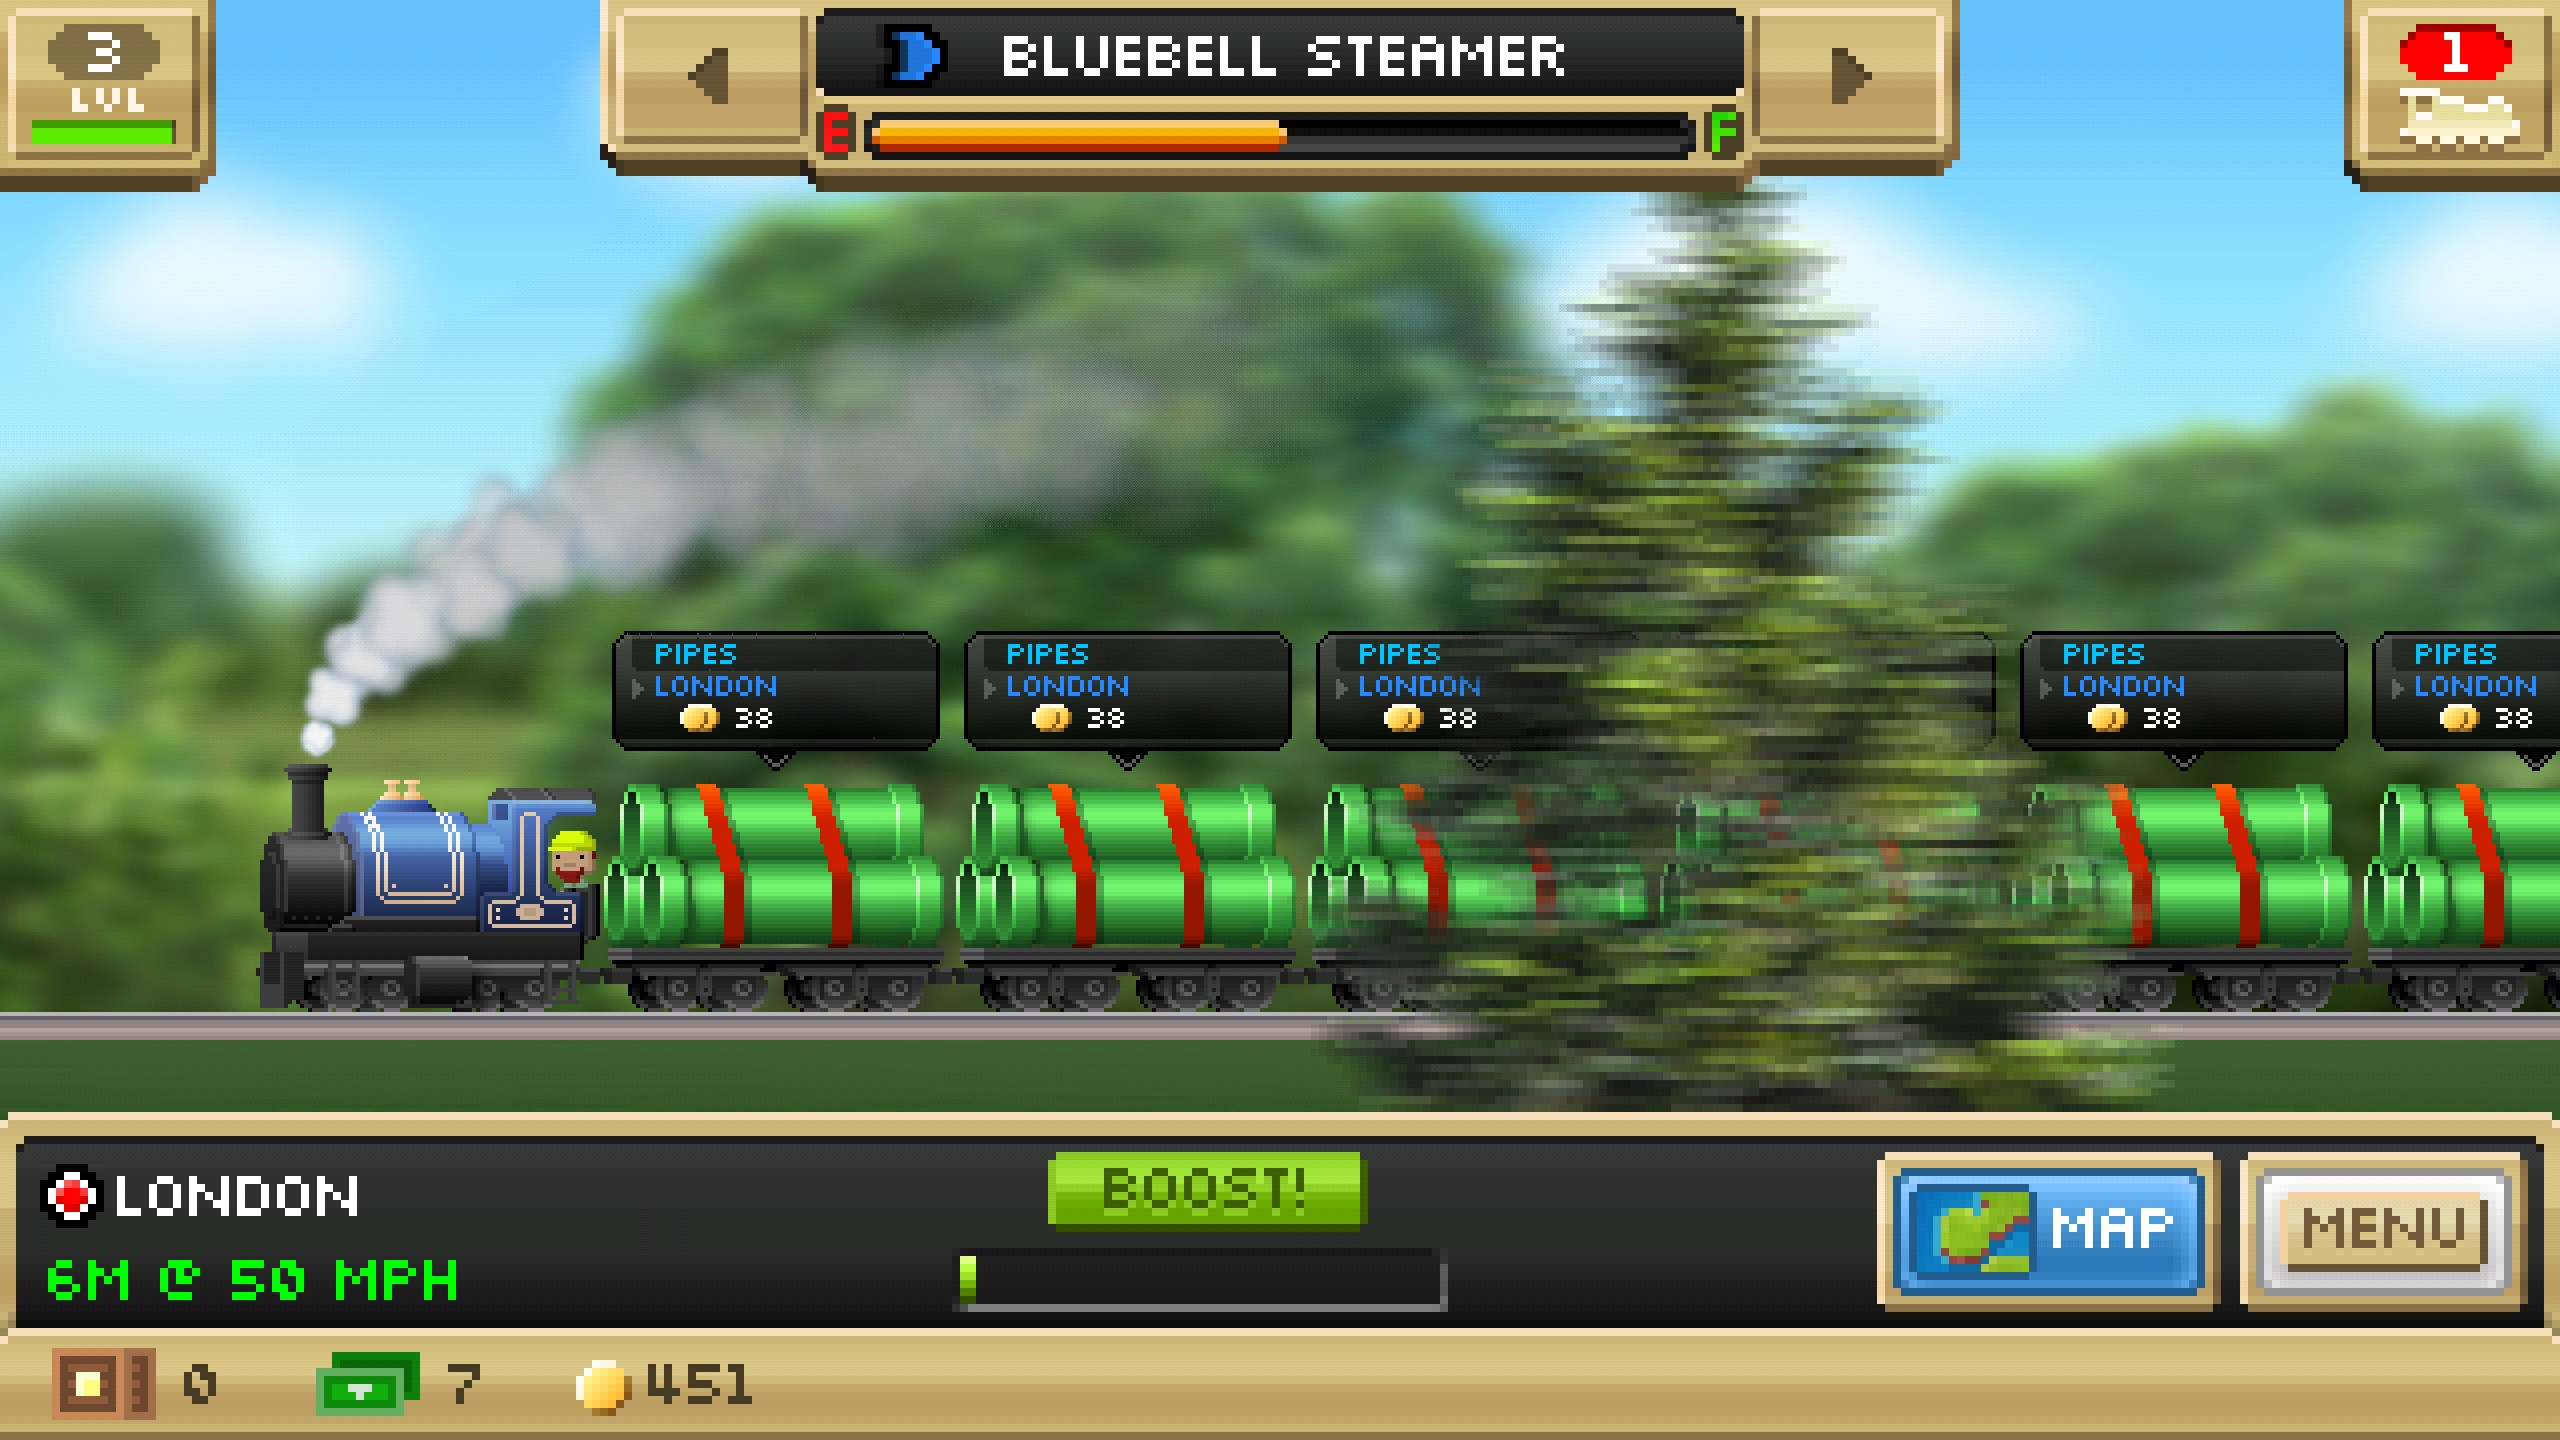 3
LVL
BLUEBELL STEAMER
E F
1
PIPES
LONDON
38
PIPES
LONDON
38
PIPES
LONDON
38
PIPES
LONDON
38
PIPES
LONDON
38
LONDON
6M @ 50 MPH
BOOST!
MAP
MENU
0
7
451